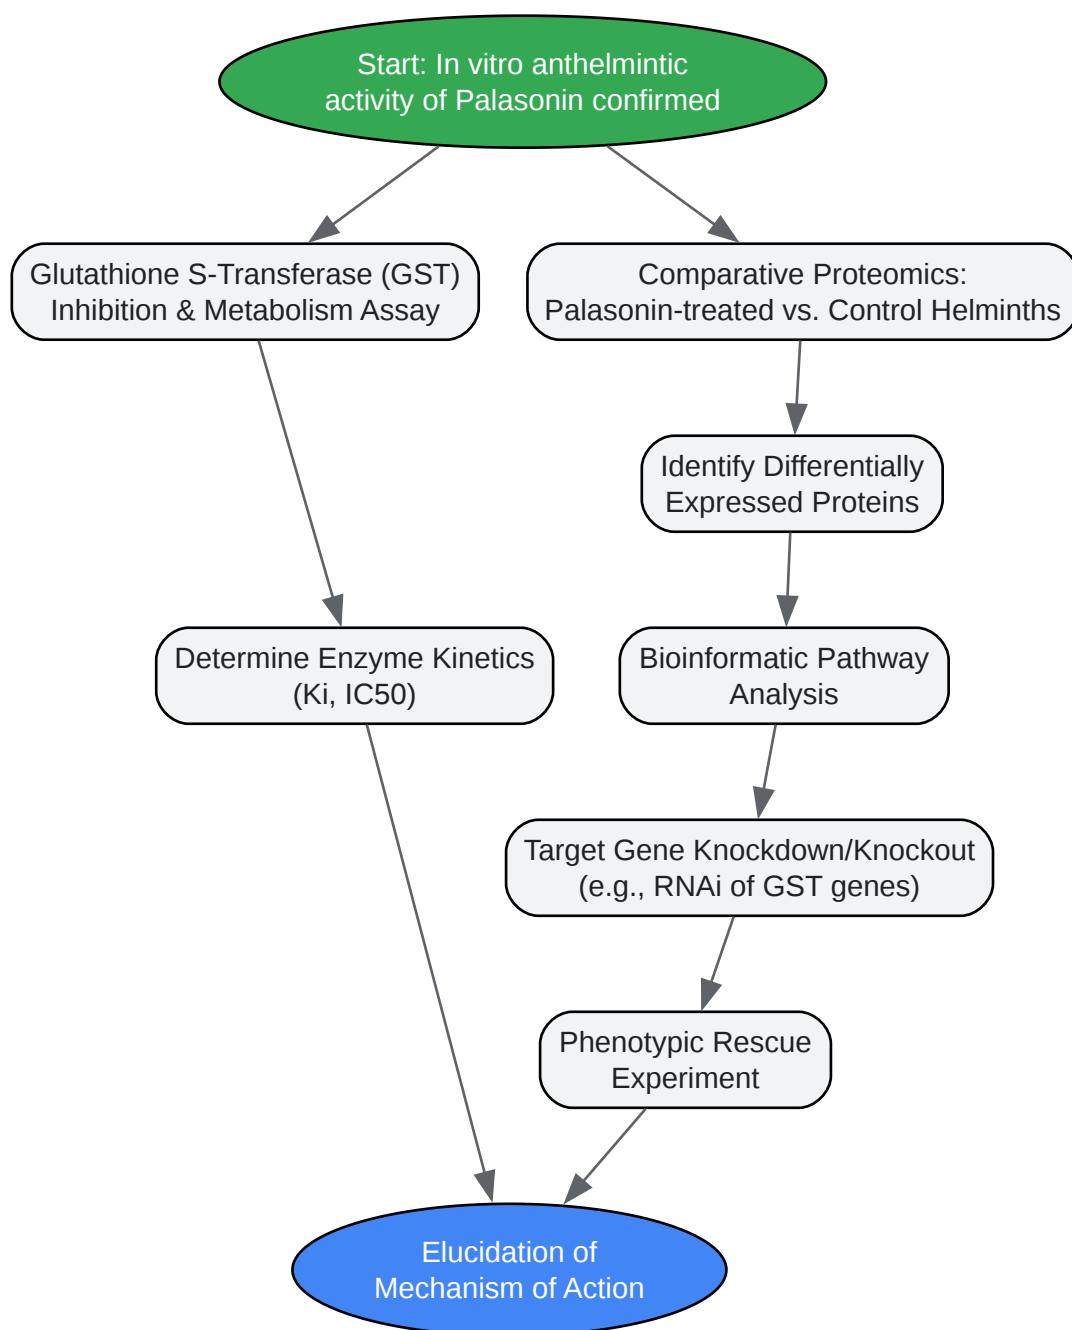 Start: In vitro anthelmintic
activity of Palasonin confirmed
Glutathione S-Transferase (GST)
Inhibition & Metabolism Assay
Comparative Proteomics:
Palasonin-treated vs. Control Helminths
Identify Differentially
Expressed Proteins
Determine Enzyme Kinetics
(Ki, IC50)
Bioinformatic Pathway
Analysis
Target Gene Knockdown/Knockout
(e.g., RNAi of GST genes)
Phenotypic Rescue
Experiment
Elucidation of
Mechanism of Action